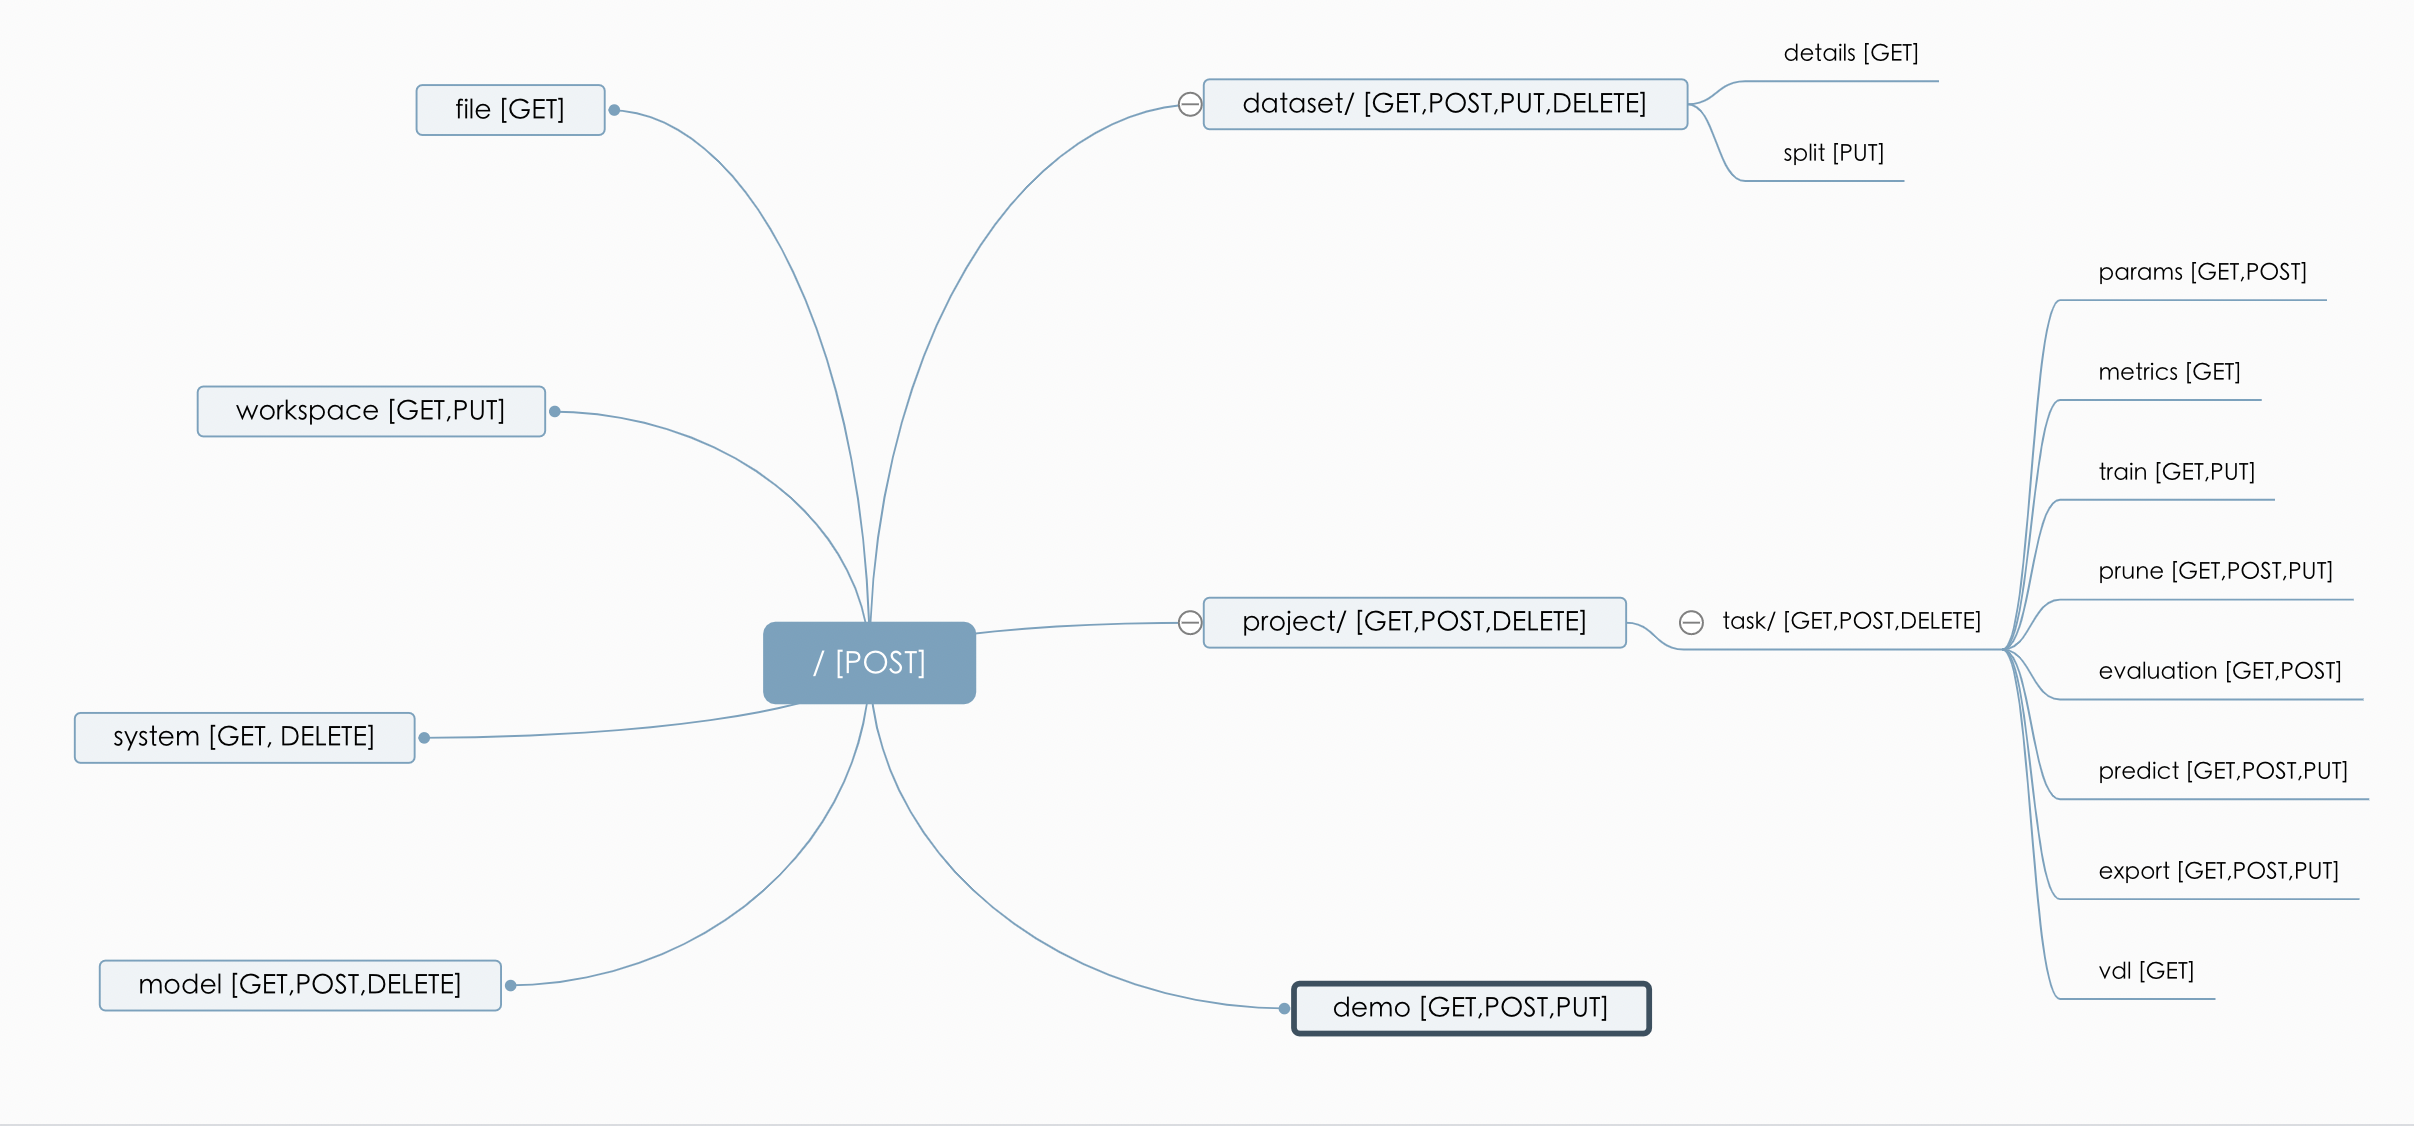 file [GET]
workspace [GET,PUT]
system [GET, DELETE]
model [GET,POST,DELETE]
/ [POST]
dataset/ [GET,POST,PUT,DELETE]
details [GET]
split [PUT]
project/ [GET,POST,DELETE]
task/ [GET,POST,DELETE]
params [GET,POST]
metrics [GET]
train [GET,PUT]
prune [GET,POST,PUT]
evaluation [GET,POST]
predict [GET,POST,PUT]
export [GET,POST,PUT]
vdl [GET]
demo [GET,POST,PUT]